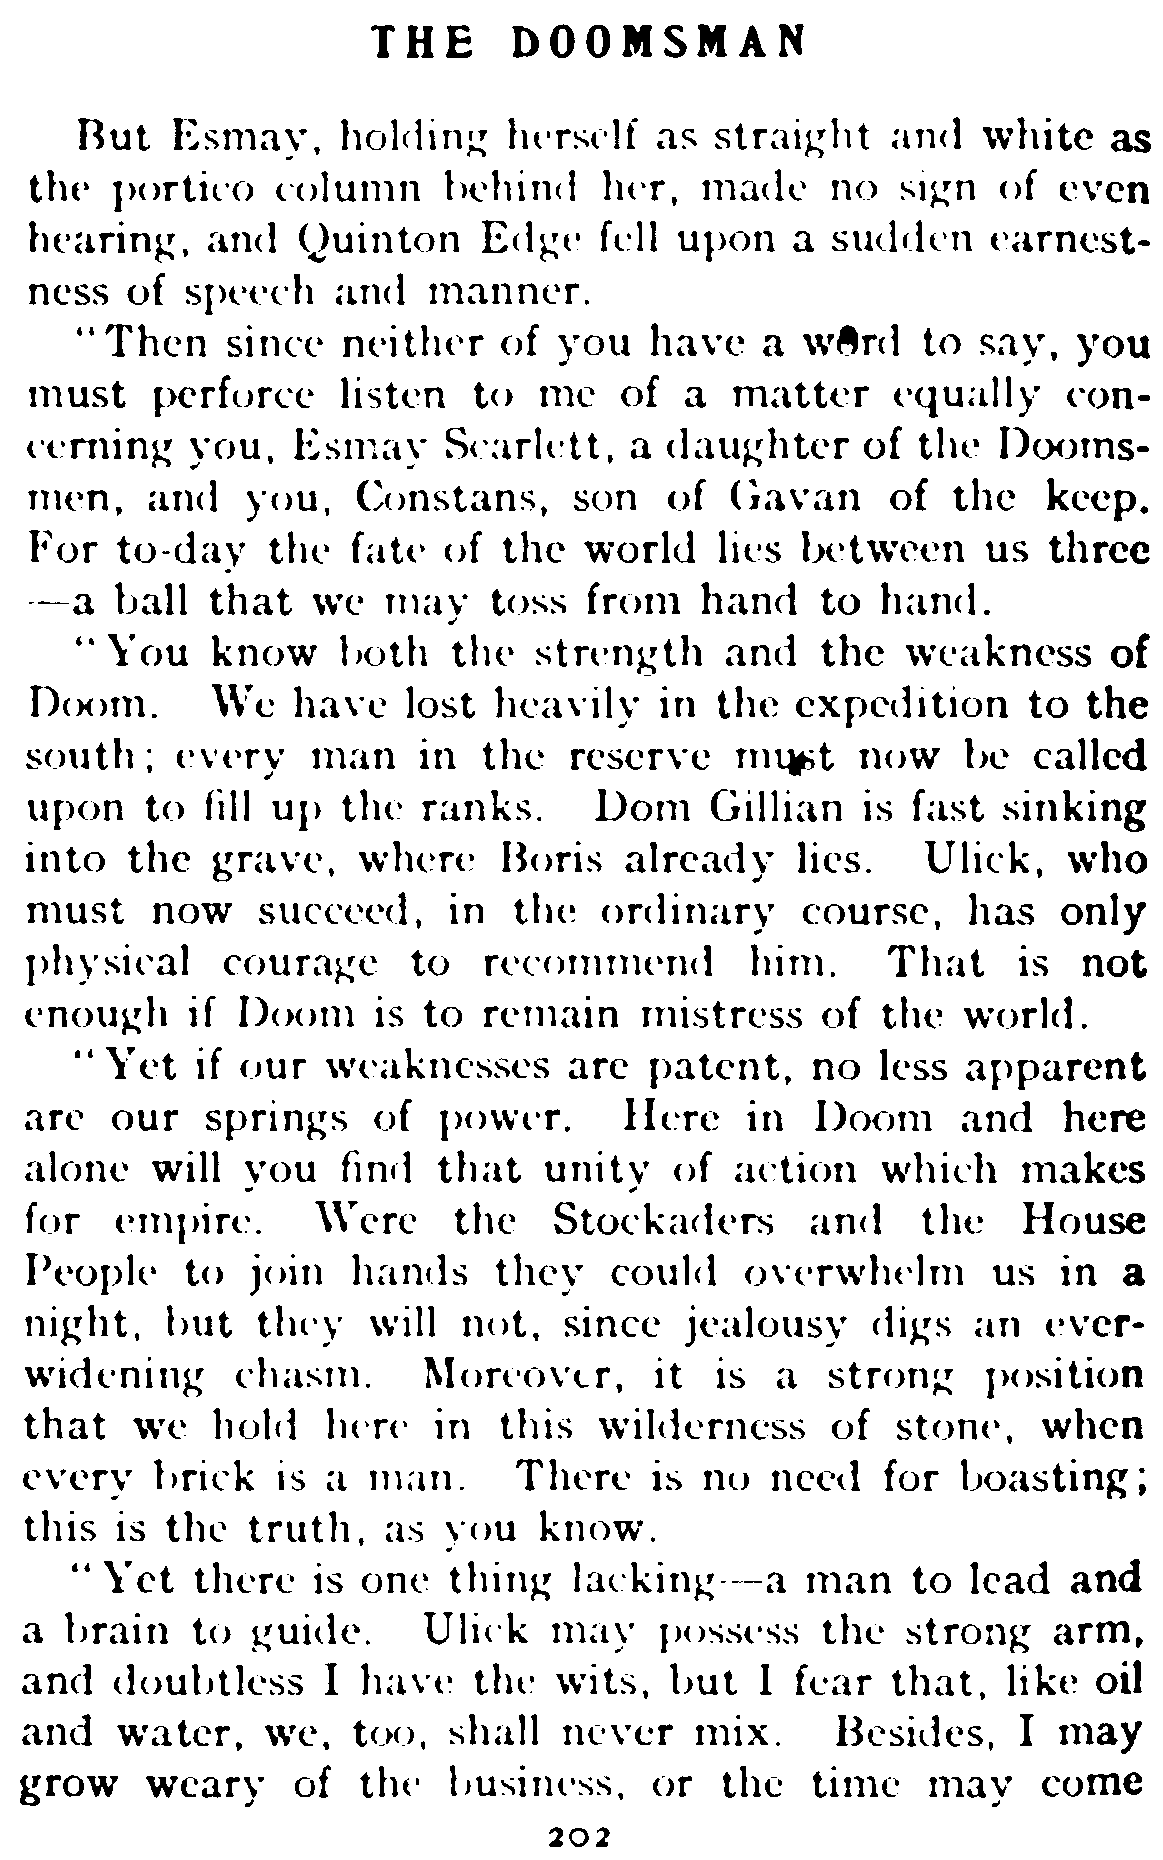 THE DOOMSMAN
But Esmay, holding herself as straight and white as
the portico column behind her, made no sign of even
hearing, and Quinton Edge fell upon a sudden earnest-
ness of speech and manner.
"Then since neither of you have a word to say, you
must perforce listen to me of a matter equally con-
cerning you, Esmay Scarlett, a daughter of the Dooms-
men, and you, Constans, son of Gavan of the keep.
For to-day the fate of the world lies between us three
—a ball that we may toss from hand to hand.
"You know both the strength and the weakness of
Doom. We have lost heavily in the expedition to the
south; every man in the reserve must now be called
upon to fill up the ranks. Dom Gillian is fast sinking
into the grave, where Boris already lies. Ulick, who
must now succeed, in the ordinary course, has only
physical courage to recommend him. That is not
enough if Doom is to remain mistress of the world.
"Yet if our weaknesses are patent, no less apparent
are our springs of power. Here in Doom and here
alone will you find that unity of action which makes
for empire. Were the Stockaders and the House
People to join hands they could overwhelm us in a
night, but they will not, since jealousy digs an ever-
widening chasm. Moreover, it is a strong position
that we hold here in this wilderness of stone, when
every brick is a man. There is no need for boasting;
this is the truth, as you know.
"Yet there is one thing lacking—a man to lead and
a brain to guide. Ulick may possess the strong arm,
and doubtless I have the wits, but I fear that, like oil
and water, we, too, shall never mix. Besides, I may
grow weary of the business, or the time may come
202